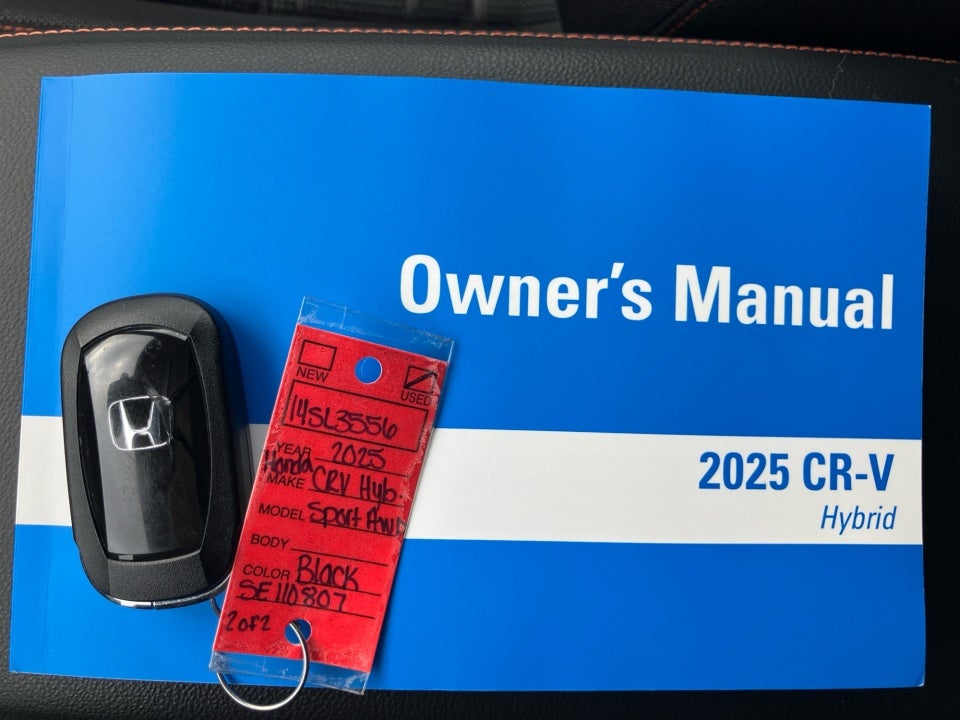 Owner's Manual
2025 CR-V
Hybrid
NEW
USED
14SL3556
YEAR 2025
Honda
MAKE CRV Hyb
MODEL Sport Awd
BODY
COLOR Black
SE110807
2 of 2